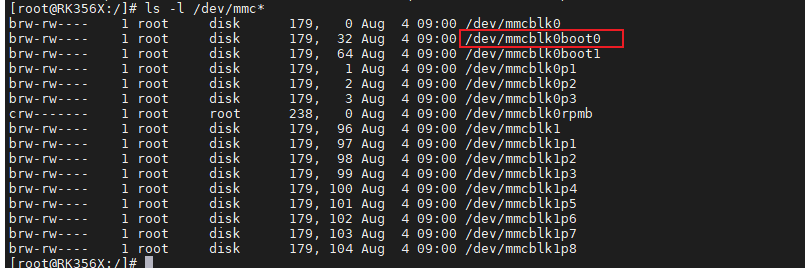 [root@RK356X:/]# ls -l /dev/mmc*
brw-rw---- 1 root disk 179, 0 Aug 4 09:00 /dev/mmcblk0
brw-rw---- 1 root disk 179, 32 Aug 4 09:00 /dev/mmcblk0boot0
brw-rw---- 1 root disk 179, 64 Aug 4 09:00 /dev/mmcblk0boot1
brw-rw---- 1 root disk 179, 1 Aug 4 09:00 /dev/mmcblk0p1
brw-rw---- 1 root disk 179, 2 Aug 4 09:00 /dev/mmcblk0p2
brw-rw---- 1 root disk 179, 3 Aug 4 09:00 /dev/mmcblk0p3
crw------- 1 root root 238, 0 Aug 4 09:00 /dev/mmcblk0rpmb
brw-rw---- 1 root disk 179, 96 Aug 4 09:00 /dev/mmcblk1
brw-rw---- 1 root disk 179, 97 Aug 4 09:00 /dev/mmcblk1p1
brw-rw---- 1 root disk 179, 98 Aug 4 09:00 /dev/mmcblk1p2
brw-rw---- 1 root disk 179, 99 Aug 4 09:00 /dev/mmcblk1p3
brw-rw---- 1 root disk 179, 100 Aug 4 09:00 /dev/mmcblk1p4
brw-rw---- 1 root disk 179, 101 Aug 4 09:00 /dev/mmcblk1p5
brw-rw---- 1 root disk 179, 102 Aug 4 09:00 /dev/mmcblk1p6
brw-rw---- 1 root disk 179, 103 Aug 4 09:00 /dev/mmcblk1p7
brw-rw---- 1 root disk 179, 104 Aug 4 09:00 /dev/mmcblk1p8
[root@RK356X:/]#